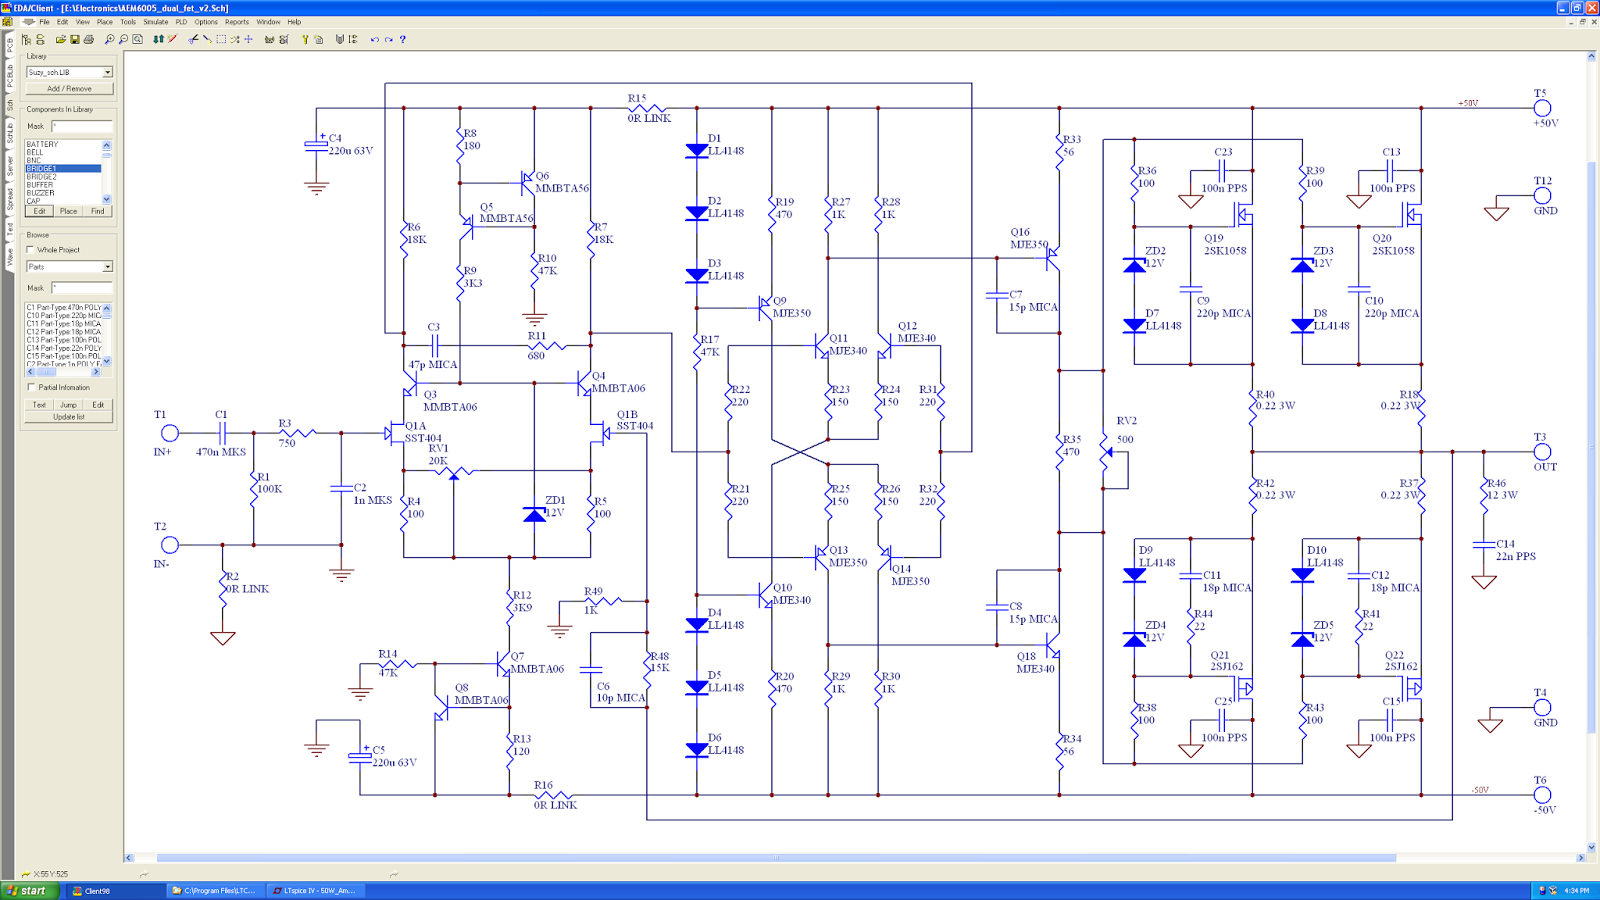 EDA/Client - [E:\Electronics\AEM6005_dual_fet_v2.Sch]
File Edit View Place Tools Simulate PLD Options Reports Window Help
PCB
PCBLib
Sch
SchLib
Server
Spread
Text
Wave
Library
Suzy_sch.LIB
Add / Remove
Components In Library
Mask *
BATTERY
BELL
BNC
BRIDGE1
BRIDGE2
BUFFER
BUZZER
CAP
Edit Place Find
Browse
Whole Project
Parts
Mask *
C1 Part-Type:470n POLY
C10 Part-Type:220p MIC
C11 Part-Type:18p MICA
C12 Part-Type:18p MICA
C13 Part-Type:100n POL
C14 Part-Type:22n POLY
C15 Part-Type:100n POL
C2 Part-Type:1n POLY F
Partial Infomation
Text Jump Edit
Update list
T1
IN+
C1
470n MKS
R3
750
R1
100K
T2
IN-
R2
0R LINK
C2
1n MKS
C4
220u 63V
R6
18K
R8
180
Q6
MMBTA56
Q5
MMBTA56
R9
3K3
R10
47K
R7
18K
C3
47p MICA
R11
680
Q3
MMBTA06
Q4
MMBTA06
Q1A
SST404
Q1B
SST404
RV1
20K
R4
100
ZD1
12V
R5
100
R12
3K9
R14
47K
Q7
MMBTA06
Q8
MMBTA06
R13
120
C5
220u 63V
R16
0R LINK
R49
1K
C6
10p MICA
R48
15K
R15
0R LINK
D1
LL4148
D2
LL4148
D3
LL4148
R17
47K
D4
LL4148
D5
LL4148
D6
LL4148
R19
470
Q9
MJE350
R27
1K
R28
1K
Q11
MJE340
Q12
MJE340
R22
220
R23
150
R24
150
R31
220
R21
220
R25
150
R26
150
R32
220
Q13
MJE350
Q14
MJE350
Q10
MJE340
R20
470
R29
1K
R30
1K
R33
56
Q16
MJE350
C7
15p MICA
R35
470
RV2
500
C8
15p MICA
Q18
MJE340
R34
56
R36
100
C23
100n PPS
Q19
2SK1058
ZD2
12V
C9
220p MICA
D7
LL4148
R39
100
C13
100n PPS
Q20
2SK1058
ZD3
12V
C10
220p MICA
D8
LL4148
R40
0.22 3W
R18
0.22 3W
R42
0.22 3W
R37
0.22 3W
D9
LL4148
C11
18p MICA
ZD4
12V
R44
22
Q21
2SJ162
R38
100
C25
100n PPS
D10
LL4148
C12
18p MICA
ZD5
12V
R41
22
Q22
2SJ162
R43
100
C15
100n PPS
+50V
T5
+50V
T12
GND
T3
OUT
R46
12 3W
C14
22n PPS
T4
GND
-50V
T6
-50V
X:55 Y:525
start
Client98
C:\Program Files\LTC...
LTspice IV - 50W_Am...
4:34 PM